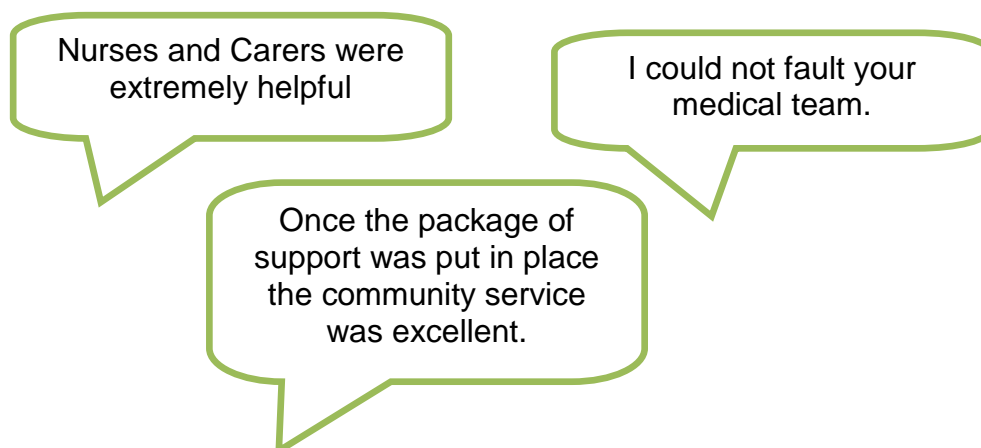 Nurses and Carers were
extremely helpful
I could not fault your
medical team.
Once the package of
support was put in place
the community service
was excellent.